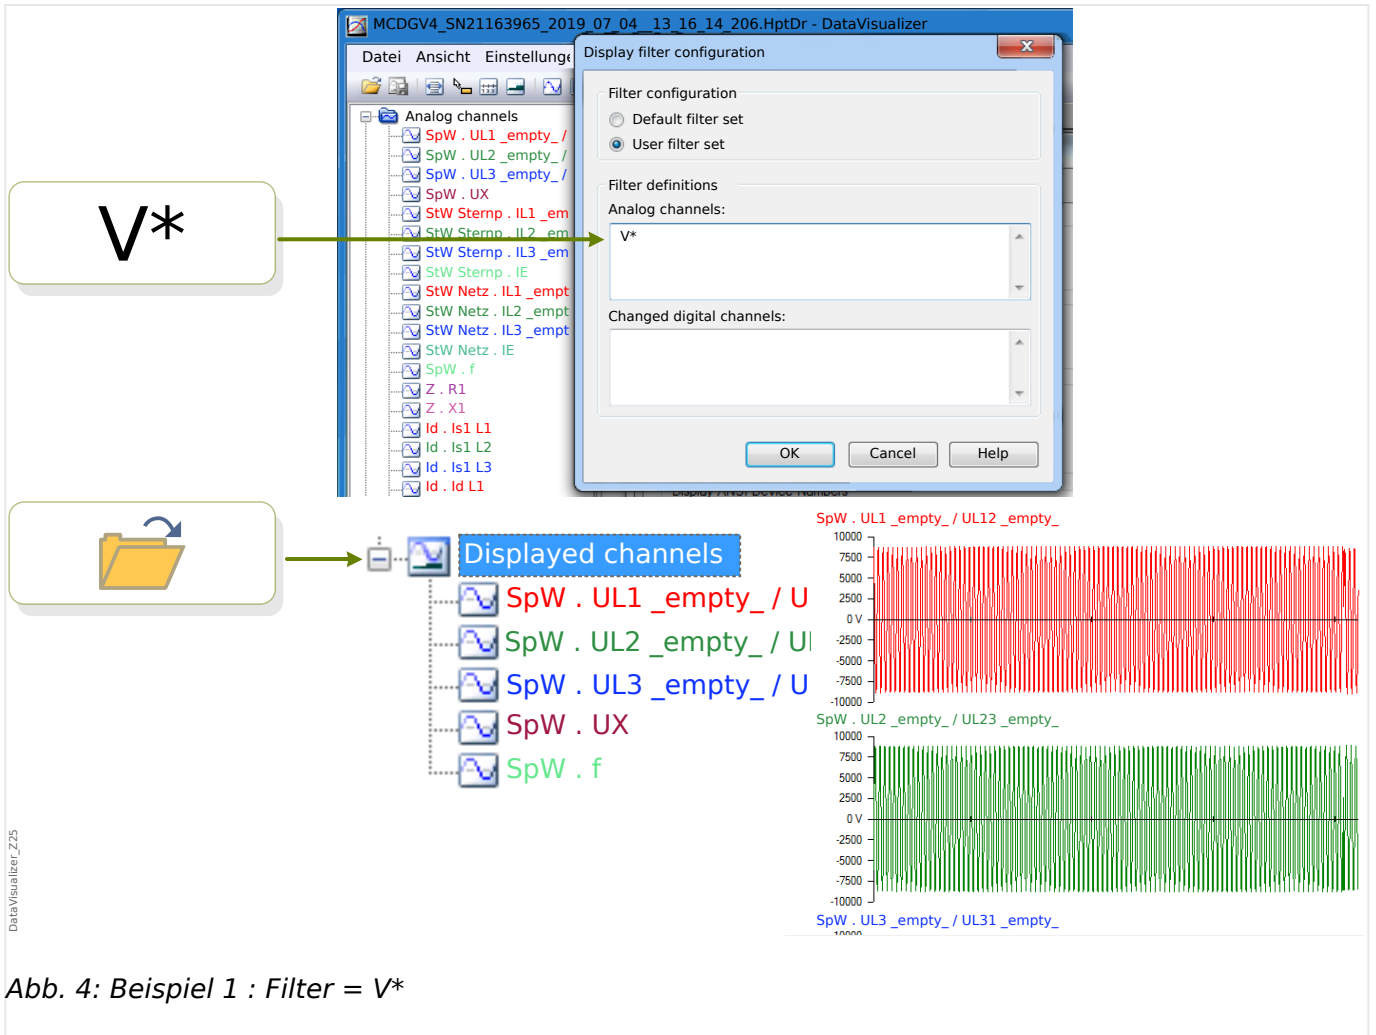 MCDGV4_SN21163965_2019_07_04__13_16_14_206.HptDr - DataVisualizer
Datei Ansicht
Display filter configuration
Filter configuration
Default filter set
User filter set
Filter definitions
Analog channels:
V*
Changed digital channels:
OK Cancel Help
Analog channels
SpW . UL1 _empty_ /
SpW . UL2 _empty_ /
SpW . UL3 _empty_ /
SpW . UX
StW Sternp . IL1 _em
StW Sternp . IL2 _em
StW Sternp . IL3 _em
StW Sternp . IE
StW Netz . IL1 _empt
StW Netz . IL2 _empt
StW Netz . IL3 _empt
StW Netz . IE
SpW . f
Z . R1
Z . X1
Id . Is1 L1
Id . Is1 L2
Id . Is1 L3
Id . Id L1
Display ANSI Device Numbers
V*
Displayed channels
SpW . UL1 _empty_ / U
SpW . UL2 _empty_ / UI
SpW . UL3 _empty_ / U
SpW . UX
SpW . f
SpW . UL1 _empty_ / UL12 _empty_
10000
7500
5000
2500
0 V
-2500
-5000
-7500
-10000
SpW . UL2 _empty_ / UL23 _empty_
10000
7500
5000
2500
0 V
-2500
-5000
-7500
-10000
SpW . UL3 _empty_ / UL31 _empty_
10000
DataVisualizer_Z25
Abb. 4: Beispiel 1 : Filter = V*